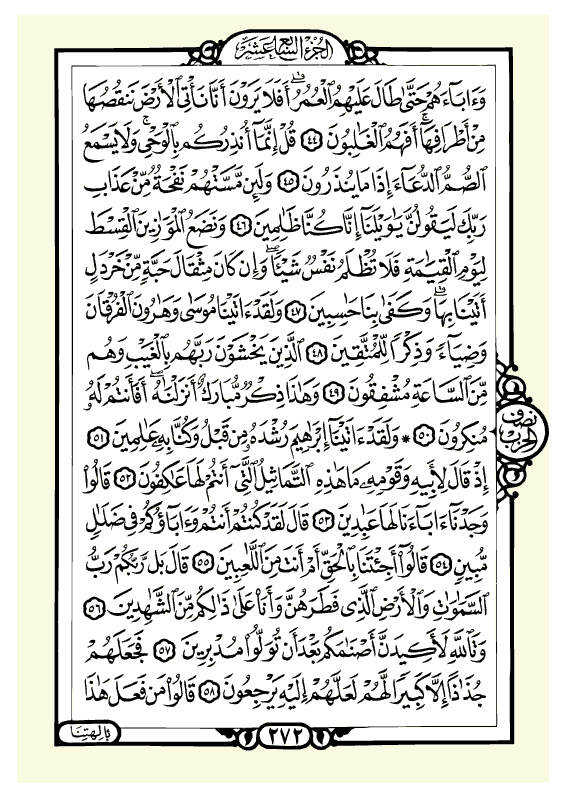 الجزء السابع عشر
وَءَابَآءَهُمْ حَتَّىٰ طَالَ عَلَيْهِمُ ٱلْعُمُرُۗ أَفَلَا يَرَوْنَ أَنَّا نَأْتِى ٱلْأَرْضَ نَنقُصُهَا
مِنْ أَطْرَافِهَآۚ أَفَهُمُ ٱلْغَٰلِبُونَ ٤٤ قُلْ إِنَّمَآ أُنذِرُكُم بِٱلْوَحْىِۚ وَلَا يَسْمَعُ
ٱلصُّمُّ ٱلدُّعَآءَ إِذَا مَا يُنذَرُونَ ٤٥ وَلَئِن مَّسَّتْهُمْ نَفْحَةٌ مِّنْ عَذَابِ
رَبِّكَ لَيَقُولُنَّ يَٰوَيْلَنَآ إِنَّا كُنَّا ظَٰلِمِينَ ٤٦ وَنَضَعُ ٱلْمَوَٰزِينَ ٱلْقِسْطَ
لِيَوْمِ ٱلْقِيَٰمَةِ فَلَا تُظْلَمُ نَفْسٌ شَيْـًٔاۖ وَإِن كَانَ مِثْقَالَ حَبَّةٍ مِّنْ خَرْدَلٍ
أَتَيْنَا بِهَاۗ وَكَفَىٰ بِنَا حَٰسِبِينَ ٤٧ وَلَقَدْ ءَاتَيْنَا مُوسَىٰ وَهَٰرُونَ ٱلْفُرْقَانَ
وَضِيَآءً وَذِكْرًا لِّلْمُتَّقِينَ ٤٨ ٱلَّذِينَ يَخْشَوْنَ رَبَّهُم بِٱلْغَيْبِ وَهُم
مِّنَ ٱلسَّاعَةِ مُشْفِقُونَ ٤٩ وَهَٰذَا ذِكْرٌ مُّبَارَكٌ أَنزَلْنَٰهُۚ أَفَأَنتُمْ لَهُۥ
مُنكِرُونَ ٥٠ * وَلَقَدْ ءَاتَيْنَآ إِبْرَٰهِيمَ رُشْدَهُۥ مِن قَبْلُ وَكُنَّا بِهِۦ عَٰلِمِينَ ٥١
نصف الحزب
إِذْ قَالَ لِأَبِيهِ وَقَوْمِهِۦ مَا هَٰذِهِ ٱلتَّمَاثِيلُ ٱلَّتِىٓ أَنتُمْ لَهَا عَٰكِفُونَ ٥٢ قَالُوا۟
وَجَدْنَآ ءَابَآءَنَا لَهَا عَٰبِدِينَ ٥٣ قَالَ لَقَدْ كُنتُمْ أَنتُمْ وَءَابَآؤُكُمْ فِى ضَلَٰلٍ
مُّبِينٍ ٥٤ قَالُوٓا۟ أَجِئْتَنَا بِٱلْحَقِّ أَمْ أَنتَ مِنَ ٱللَّٰعِبِينَ ٥٥ قَالَ بَل رَّبُّكُمْ رَبُّ
ٱلسَّمَٰوَٰتِ وَٱلْأَرْضِ ٱلَّذِى فَطَرَهُنَّ وَأَنَا۠ عَلَىٰ ذَٰلِكُم مِّنَ ٱلشَّٰهِدِينَ ٥٦
وَتَٱللَّهِ لَأَكِيدَنَّ أَصْنَٰمَكُم بَعْدَ أَن تُوَلُّوا۟ مُدْبِرِينَ ٥٧ فَجَعَلَهُمْ
جُذَٰذًا إِلَّا كَبِيرًا لَّهُمْ لَعَلَّهُمْ إِلَيْهِ يَرْجِعُونَ ٥٨ قَالُوا۟ مَن فَعَلَ هَٰذَا
٢٧٢
بِـَٔالِهَتِنَا